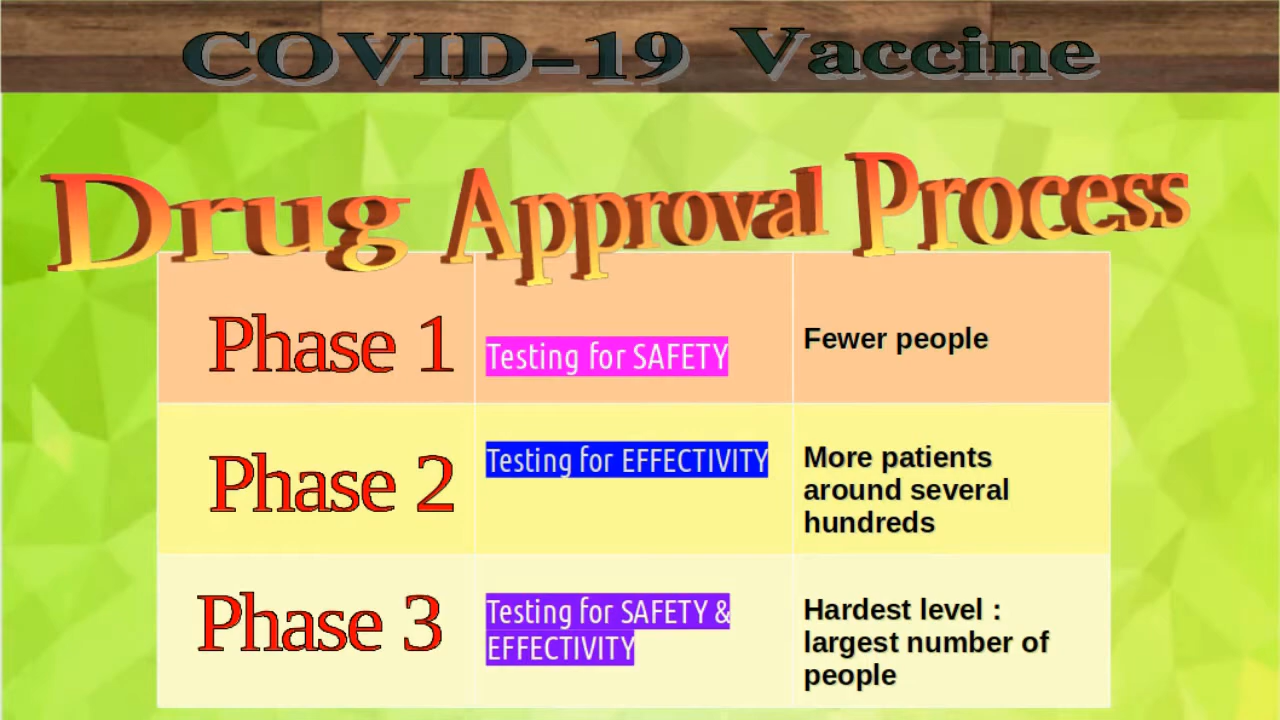 COVID-19 Vaccine
Drug Approval Process
Phase 1
Testing for SAFETY
Fewer people
Phase 2
Testing for EFFECTIVITY
More patients
around several
hundreds
Phase 3
Testing for SAFETY &
EFFECTIVITY
Hardest level :
largest number of
people